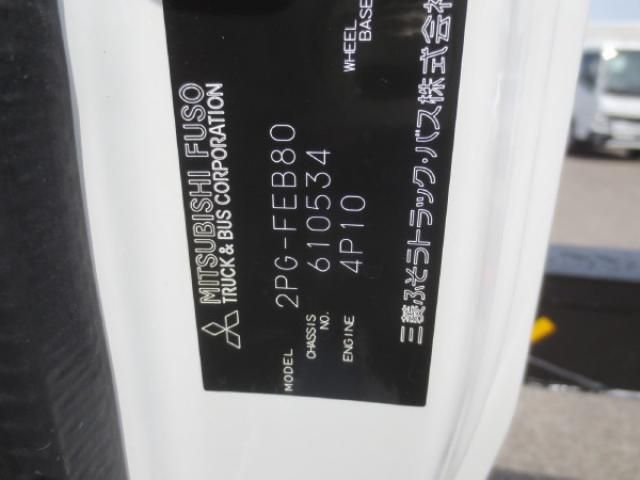 MITSUBISHI FUSO
TRUCK & BUS CORPORATION
MODEL 2PG-FEB80
CHASSIS NO. 610534
ENGINE 4P10
WHEEL BASE
三菱ふそうトラック・バス株式会社